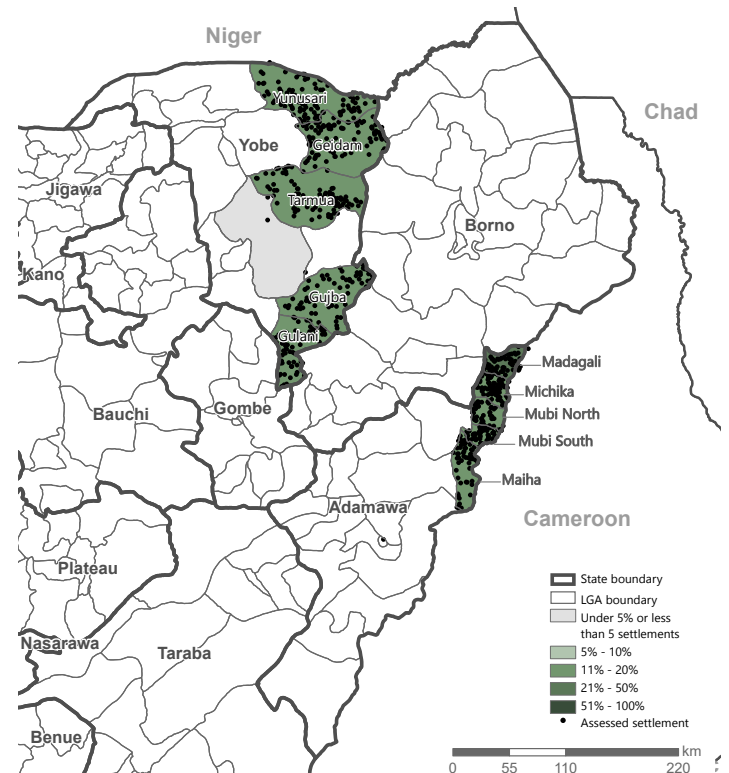 Niger
Chad
Yunusari
Yobe
Geidam
Jigawa
Tarmua
Borno
Kano
Gujba
Gulani
Madagali
Michika
Bauchi
Gombe
Mubi North
Mubi South
Maiha
Adamawa
Cameroon
Plateau
State boundary
LGA boundary
Under 5% or less
than 5 settlements
Nasarawa
Taraba
5% - 10%
11% - 20%
21% - 50%
51% - 100%
Assessed settlement
Benue
km
0 55 110 220